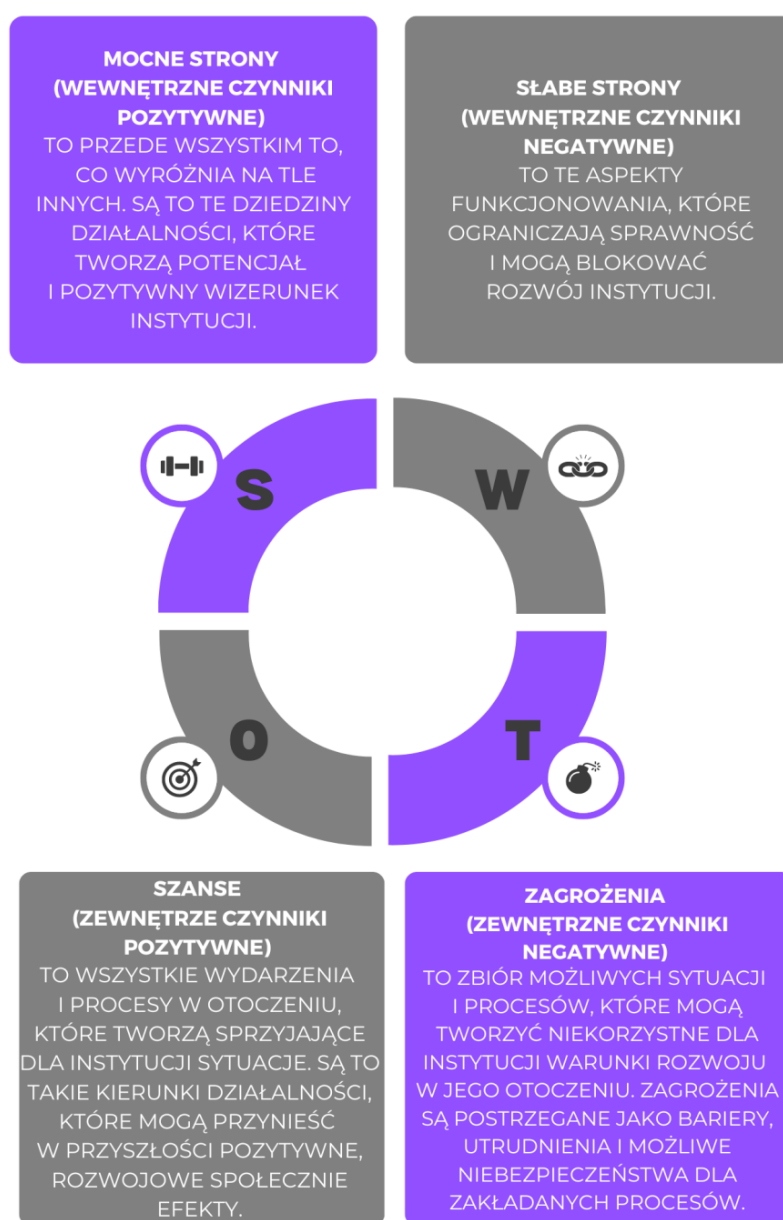 MOCNE STRONY
(WEWNĘTRZNE CZYNNIKI
POZYTYWNE)
TO PRZEDE WSZYSTKIM TO,
CO WYRÓŻNIA NA TLE
INNYCH. SĄ TO TE DZIEDZINY
DZIAŁALNOŚCI, KTÓRE
TWORZĄ POTENCJAŁ
I POZYTYWNY WIZERUNEK
INSTYTUCJI.
SŁABE STRONY
(WEWNĘTRZNE CZYNNIKI
NEGATYWNE)
TO TE ASPEKTY
FUNKCJONOWANIA, KTÓRE
OGRANICZAJĄ SPRAWNOŚĆ
I MOGĄ BLOKOWAĆ
ROZWÓJ INSTYTUCJI.
S
W
O
T
SZANSE
(ZEWNĘTRZE CZYNNIKI
POZYTYWNE)
TO WSZYSTKIE WYDARZENIA
I PROCESY W OTOCZENIU,
KTÓRE TWORZĄ SPRZYJAJĄCE
DLA INSTYTUCJI SYTUACJE. SĄ TO
TAKIE KIERUNKI DZIAŁALNOŚCI,
KTÓRE MOGĄ PRZYNIEŚĆ
W PRZYSZŁOŚCI POZYTYWNE,
ROZWOJOWE SPOŁECZNIE
EFEKTY.
ZAGROŻENIA
(ZEWNĘTRZNE CZYNNIKI
NEGATYWNE)
TO ZBIÓR MOŻLIWYCH SYTUACJI
I PROCESÓW, KTÓRE MOGĄ
TWORZYĆ NIEKORZYSTNE DLA
INSTYTUCJI WARUNKI ROZWOJU
W JEGO OTOCZENIU. ZAGROŻENIA
SĄ POSTRZEGANE JAKO BARIERY,
UTRUDNIENIA I MOŻLIWE
NIEBEZPIECZEŃSTWA DLA
ZAKŁADANYCH PROCESÓW.